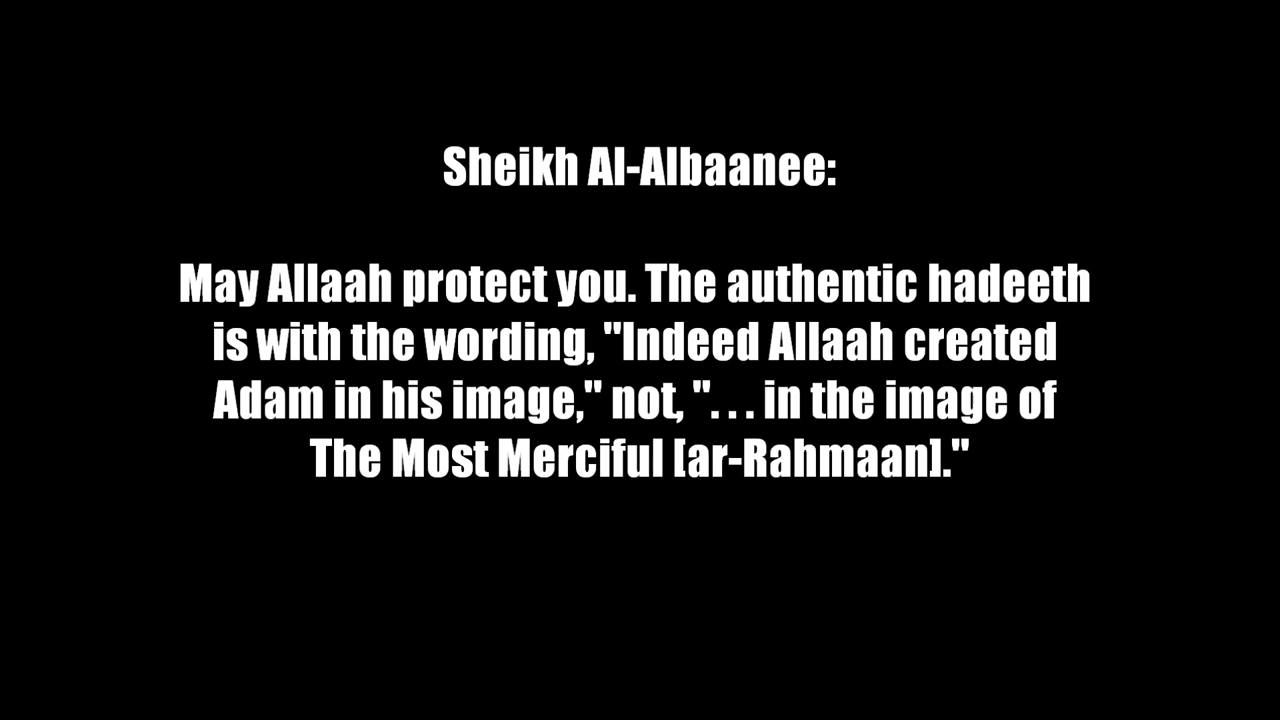 Sheikh Al-Albaanee:
May Allaah protect you. The authentic hadeeth
is with the wording, "Indeed Allaah created
Adam in his image," not, ". . . in the image of
The Most Merciful [ar-Rahmaan]."